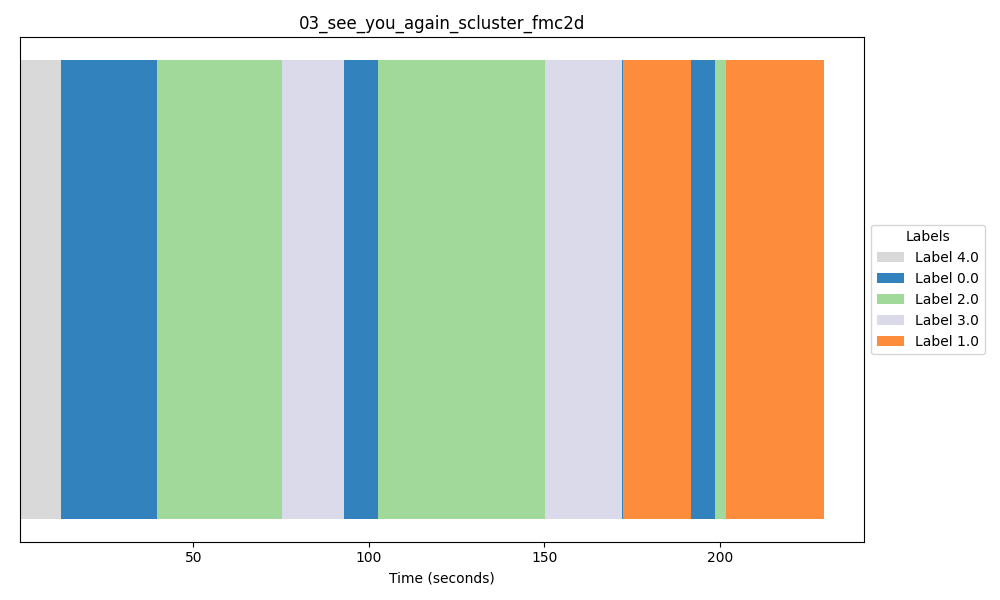 03_see_you_again_scluster_fmc2d
Labels
Label 4.0
Label 0.0
Label 2.0
Label 3.0
Label 1.0
50 100 150 200
Time (seconds)